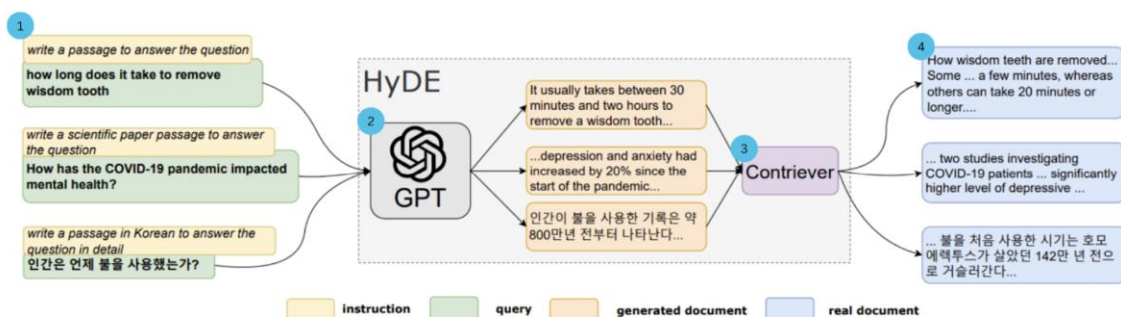 1
write a passage to answer the question
how long does it take to remove
wisdom tooth
write a scientific paper passage to answer
the question
How has the COVID-19 pandemic impacted
mental health?
write a passage in Korean to answer the
question in detail
인간은 언제 불을 사용했는가?
HyDE
2
GPT
It usually takes between 30
minutes and two hours to
remove a wisdom tooth...
...depression and anxiety had
increased by 20% since the
start of the pandemic...
인간이 불을 사용한 기록은 약
800만년 전부터 나타난다...
3
Contriever
4
How wisdom teeth are removed...
Some ... a few minutes, whereas
others can take 20 minutes or
longer....
... two studies investigating
COVID-19 patients ... significantly
higher level of depressive ...
... 불을 처음 사용한 시기는 호모
에렉투스가 살았던 142만 년 전으
로 거슬러간다...
instruction
query
generated document
real document